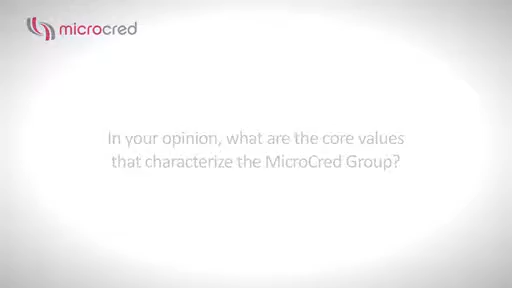 microcred
In your opinion, what are the core values
that characterize the MicroCred Group?